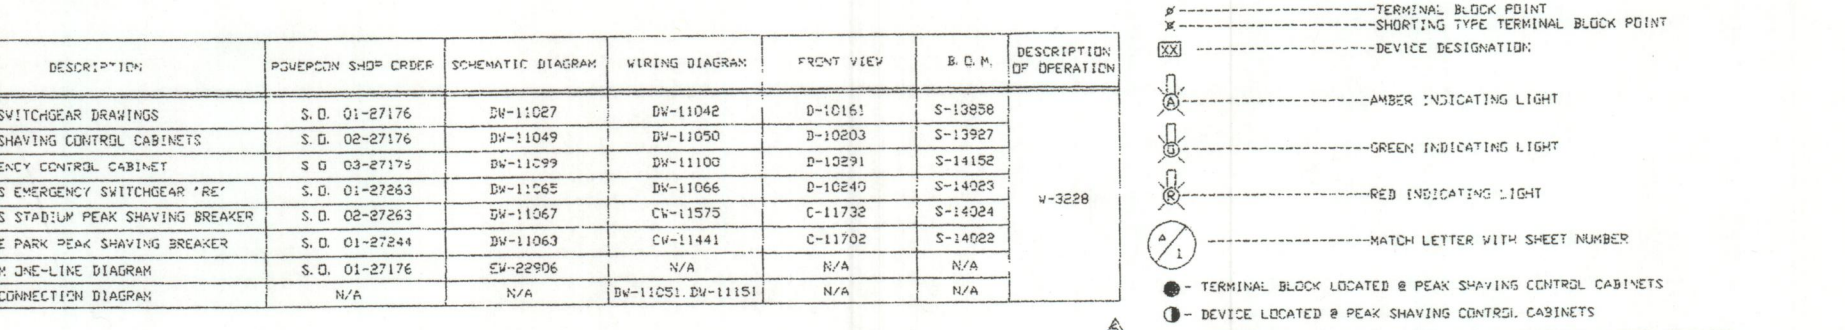 DESCRIPTION POWERCON SHOP ORDER SCHEMATIC DIAGRAM WIRING DIAGRAM FRONT VIEW B.O.M. DESCRIPTION OF OPERATION
SWITCHGEAR DRAWINGS S.O. 01-27176 DW-11027 DW-11042 D-10161 S-13858
SHAVING CONTROL CABINETS S.O. 02-27176 DW-11049 DW-11050 D-10203 S-13927
ENCY CONTROL CABINET S O 03-27176 DW-11099 DW-11100 D-10291 S-14152
S EMERGENCY SWITCHGEAR 'RE' S.O. 01-27263 DW-11065 DW-11066 D-10240 S-14023
S STADIUM PEAK SHAVING BREAKER S.O. 02-27263 DW-11067 CW-11575 C-11732 S-14024
W-3228
E PARK PEAK SHAVING BREAKER S.O. 01-27244 DW-11063 CW-11441 C-11702 S-14022
M ONE-LINE DIAGRAM S.O. 01-27176 EW-22906 N/A N/A N/A
CONNECTION DIAGRAM N/A N/A DW-11051,DW-11151 N/A N/A
TERMINAL BLOCK POINT
SHORTING TYPE TERMINAL BLOCK POINT
XX DEVICE DESIGNATION
A AMBER INDICATING LIGHT
G GREEN INDICATING LIGHT
R RED INDICATING LIGHT
A/1 MATCH LETTER WITH SHEET NUMBER
- TERMINAL BLOCK LOCATED @ PEAK SHAVING CONTROL CABINETS
- DEVICE LOCATED @ PEAK SHAVING CONTROL CABINETS